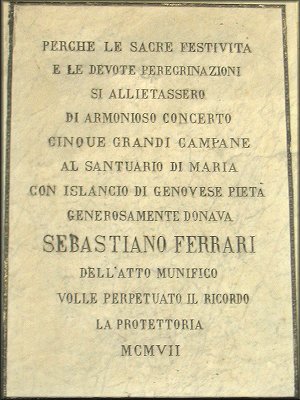 PERCHE LE SACRE FESTIVITA
E LE DEVOTE PEREGRINAZIONI
SI ALLIETASSERO
DI ARMONIOSO CONCERTO
CINQUE GRANDI CAMPANE
AL SANTUARIO DI MARIA
CON ISLANCIO DI GENOVESE PIETÀ
GENEROSAMENTE DONAVA
SEBASTIANO FERRARI
DELL'ATTO MUNIFICO
VOLLE PERPETUATO IL RICORDO
LA PROTETTORIA
MCMVII